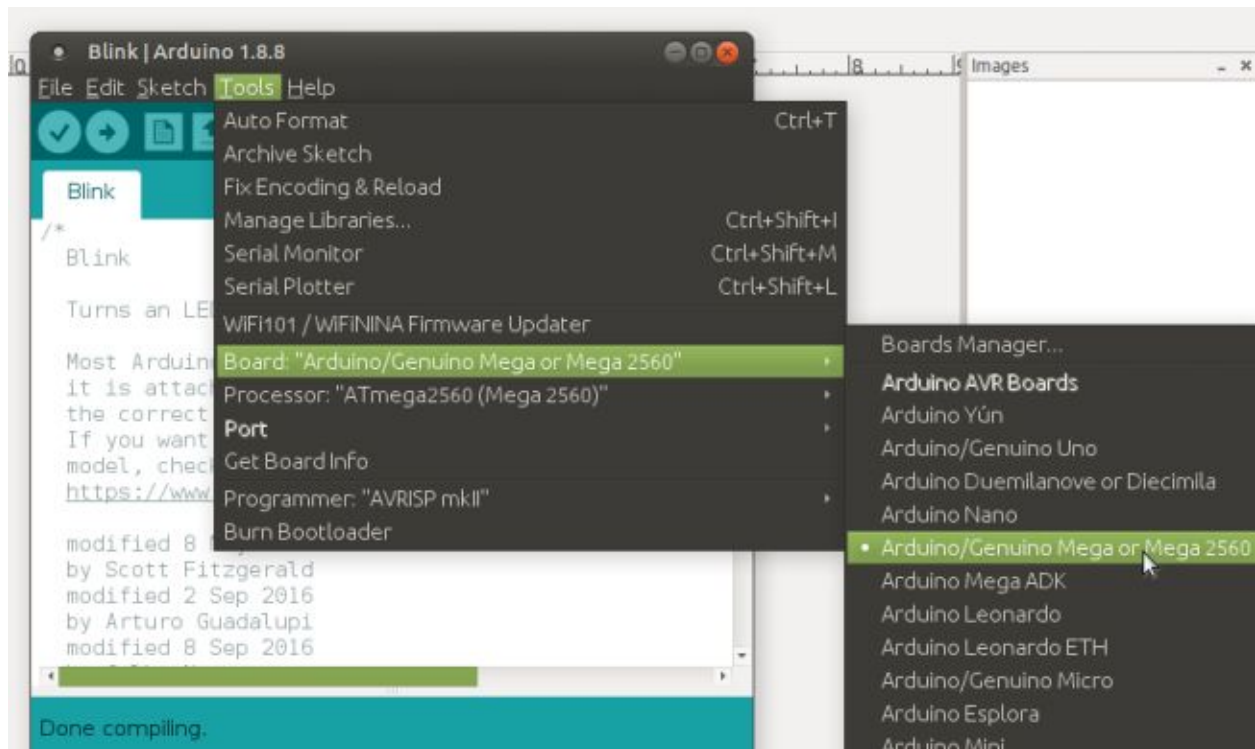 Blink | Arduino 1.8.8
File Edit Sketch Tools Help
8
Images
Auto Format Ctrl+T
Archive Sketch
Fix Encoding & Reload
Manage Libraries... Ctrl+Shift+I
Serial Monitor Ctrl+Shift+M
Serial Plotter Ctrl+Shift+L
WiFi101 / WiFiNINA Firmware Updater
Board: "Arduino/Genuino Mega or Mega 2560"
Processor: "ATmega2560 (Mega 2560)"
Port
Get Board Info
Programmer: "AVRISP mkII"
Burn Bootloader
Boards Manager...
Arduino AVR Boards
Arduino Yún
Arduino/Genuino Uno
Arduino Duemilanove or Diecimila
Arduino Nano
Arduino/Genuino Mega or Mega 2560
Arduino Mega ADK
Arduino Leonardo
Arduino Leonardo ETH
Arduino/Genuino Micro
Arduino Esplora
Arduino Mini
Blink
/*
Blink
Turns an
Most
it is
the correct
If you want
model,
https://www
modified 8
by Scott Fitzgerald
modified 2 Sep 2016
by Arturo Guadalupi
modified 8 Sep 2016
Done compiling.